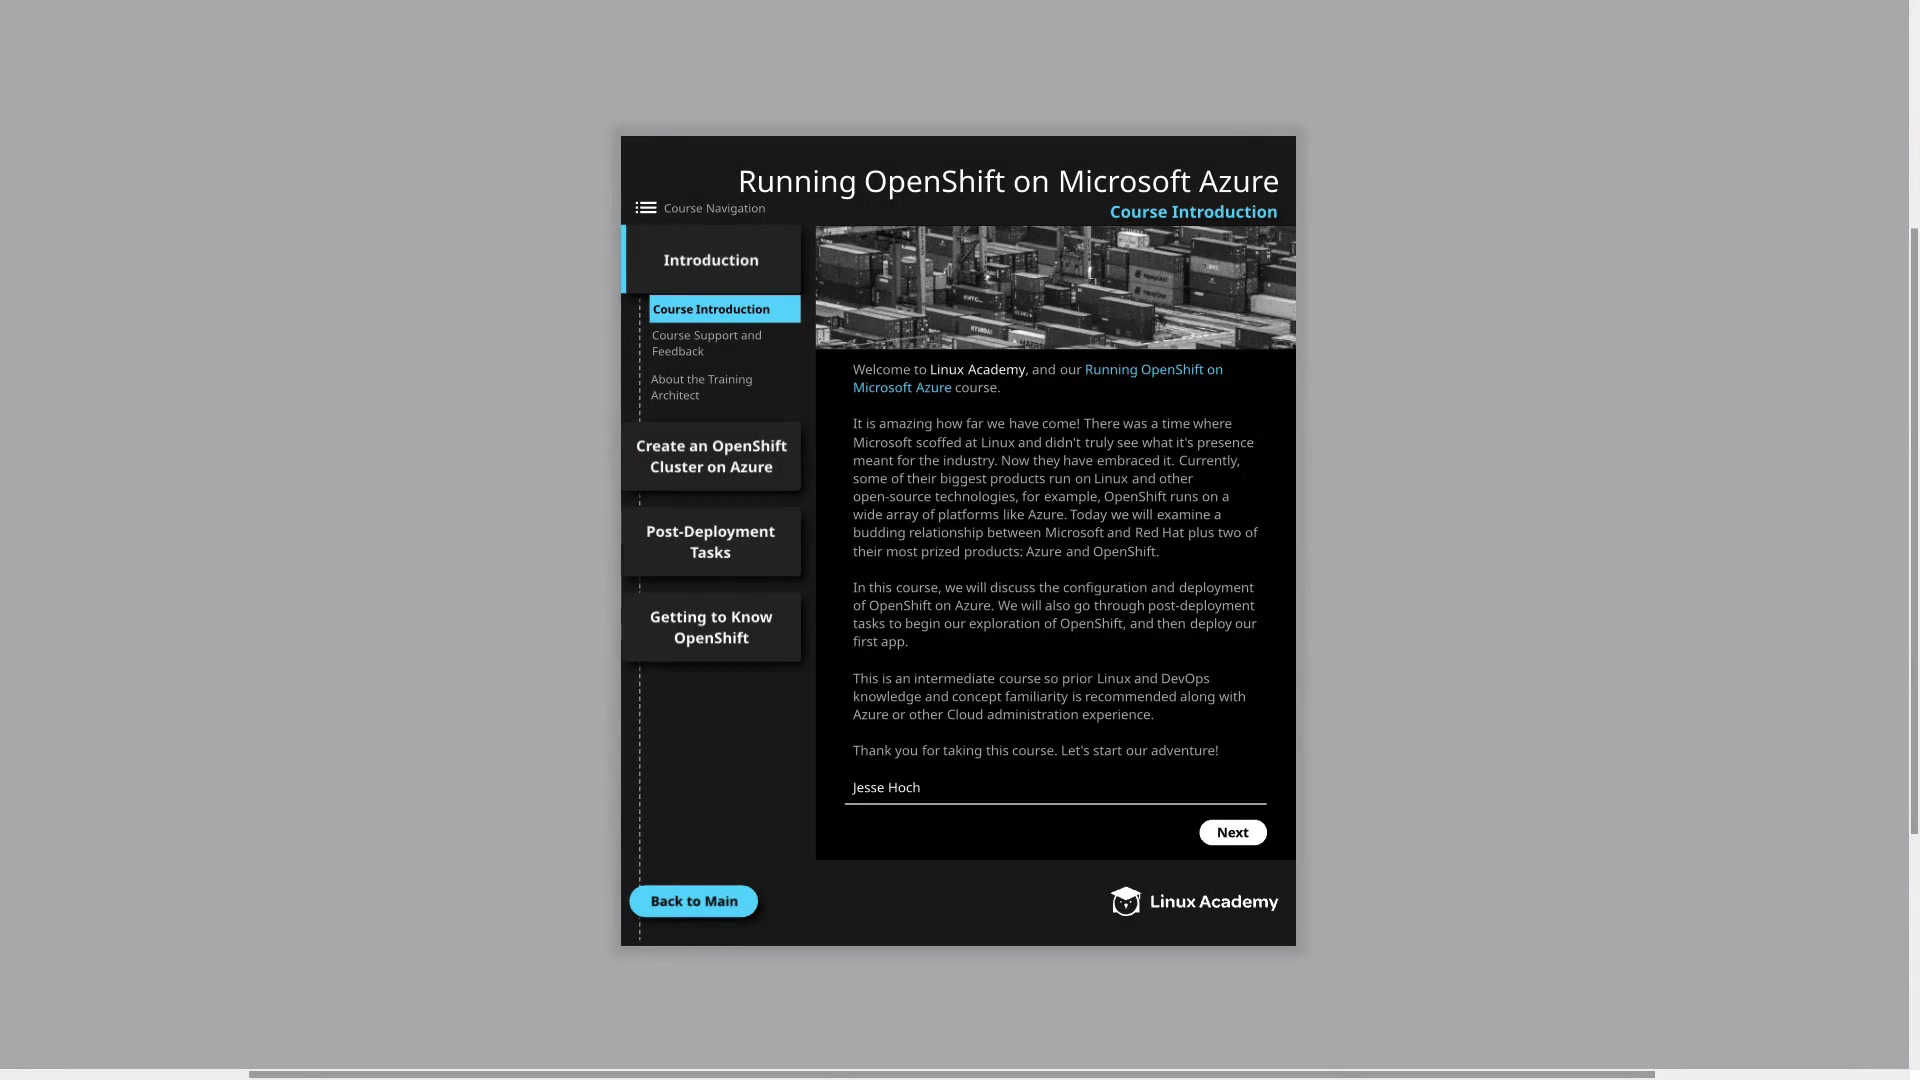 Running OpenShift on Microsoft Azure
Course Navigation
Course Introduction
Introduction
Course Introduction
Course Support and
Feedback
About the Training
Architect
Create an OpenShift
Cluster on Azure
Post-Deployment
Tasks
Getting to Know
OpenShift
Welcome to Linux Academy, and our Running OpenShift on
Microsoft Azure course.
It is amazing how far we have come! There was a time where
Microsoft scoffed at Linux and didn't truly see what it's presence
meant for the industry. Now they have embraced it. Currently,
some of their biggest products run on Linux and other
open-source technologies, for example, OpenShift runs on a
wide array of platforms like Azure. Today we will examine a
budding relationship between Microsoft and Red Hat plus two of
their most prized products: Azure and OpenShift.
In this course, we will discuss the configuration and deployment
of OpenShift on Azure. We will also go through post-deployment
tasks to begin our exploration of OpenShift, and then deploy our
first app.
This is an intermediate course so prior Linux and DevOps
knowledge and concept familiarity is recommended along with
Azure or other Cloud administration experience.
Thank you for taking this course. Let's start our adventure!
Jesse Hoch
Next
Back to Main
Linux Academy